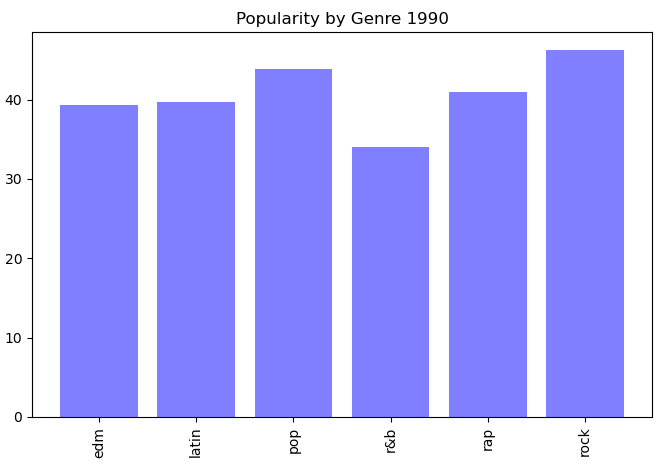 Popularity by Genre 1990
40
30
20
10
0
edm
latin
pop
r&b
rap
rock